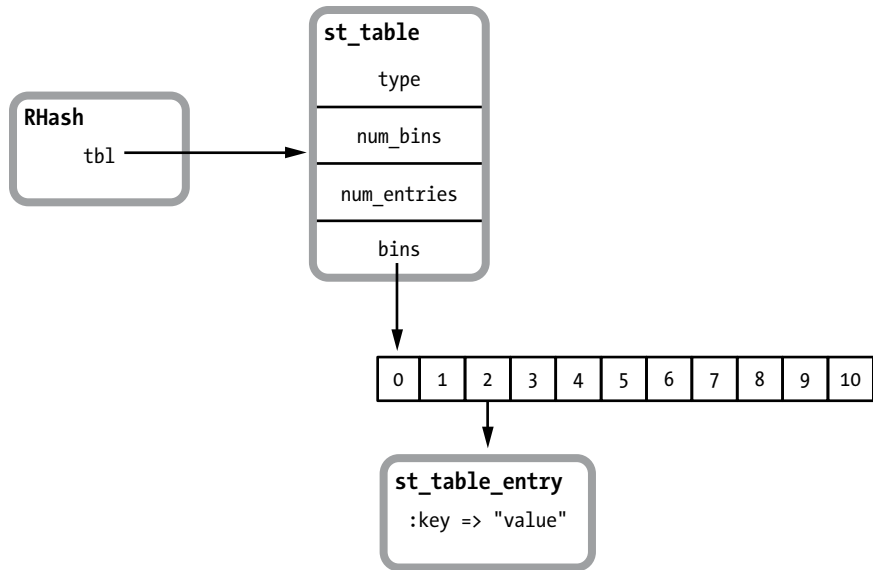 st_table
type
num_bins
num_entries
bins
RHash
tbl
0 1 2 3 4 5 6 7 8 9 10
st_table_entry
:key => "value"